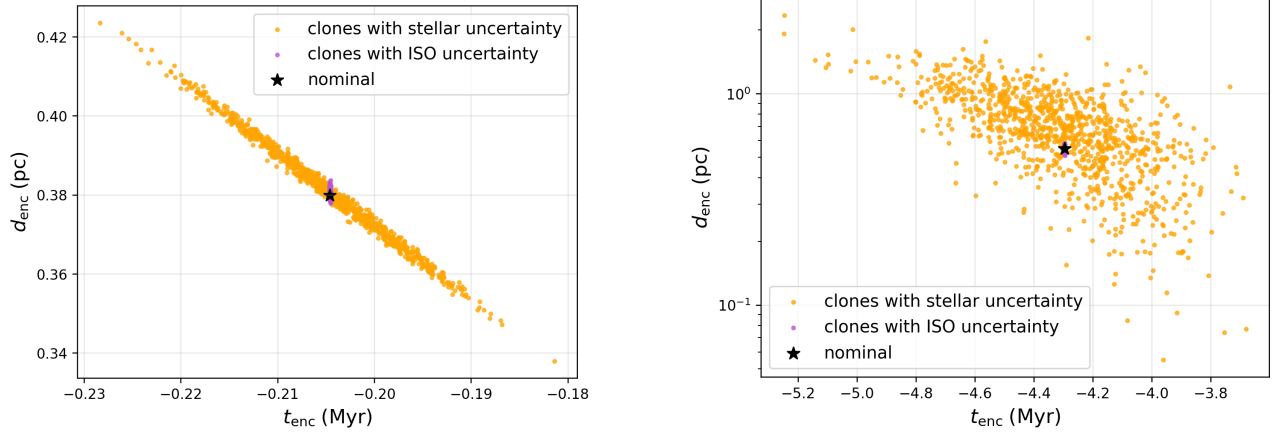 0.42
0.40
0.38
0.36
0.34
d_enc (pc)
clones with stellar uncertainty
clones with ISO uncertainty
nominal
−0.23 −0.22 −0.21 −0.20 −0.19 −0.18
t_enc (Myr)
10⁰
10⁻¹
d_enc (pc)
clones with stellar uncertainty
clones with ISO uncertainty
nominal
−5.2 −5.0 −4.8 −4.6 −4.4 −4.2 −4.0 −3.8
t_enc (Myr)